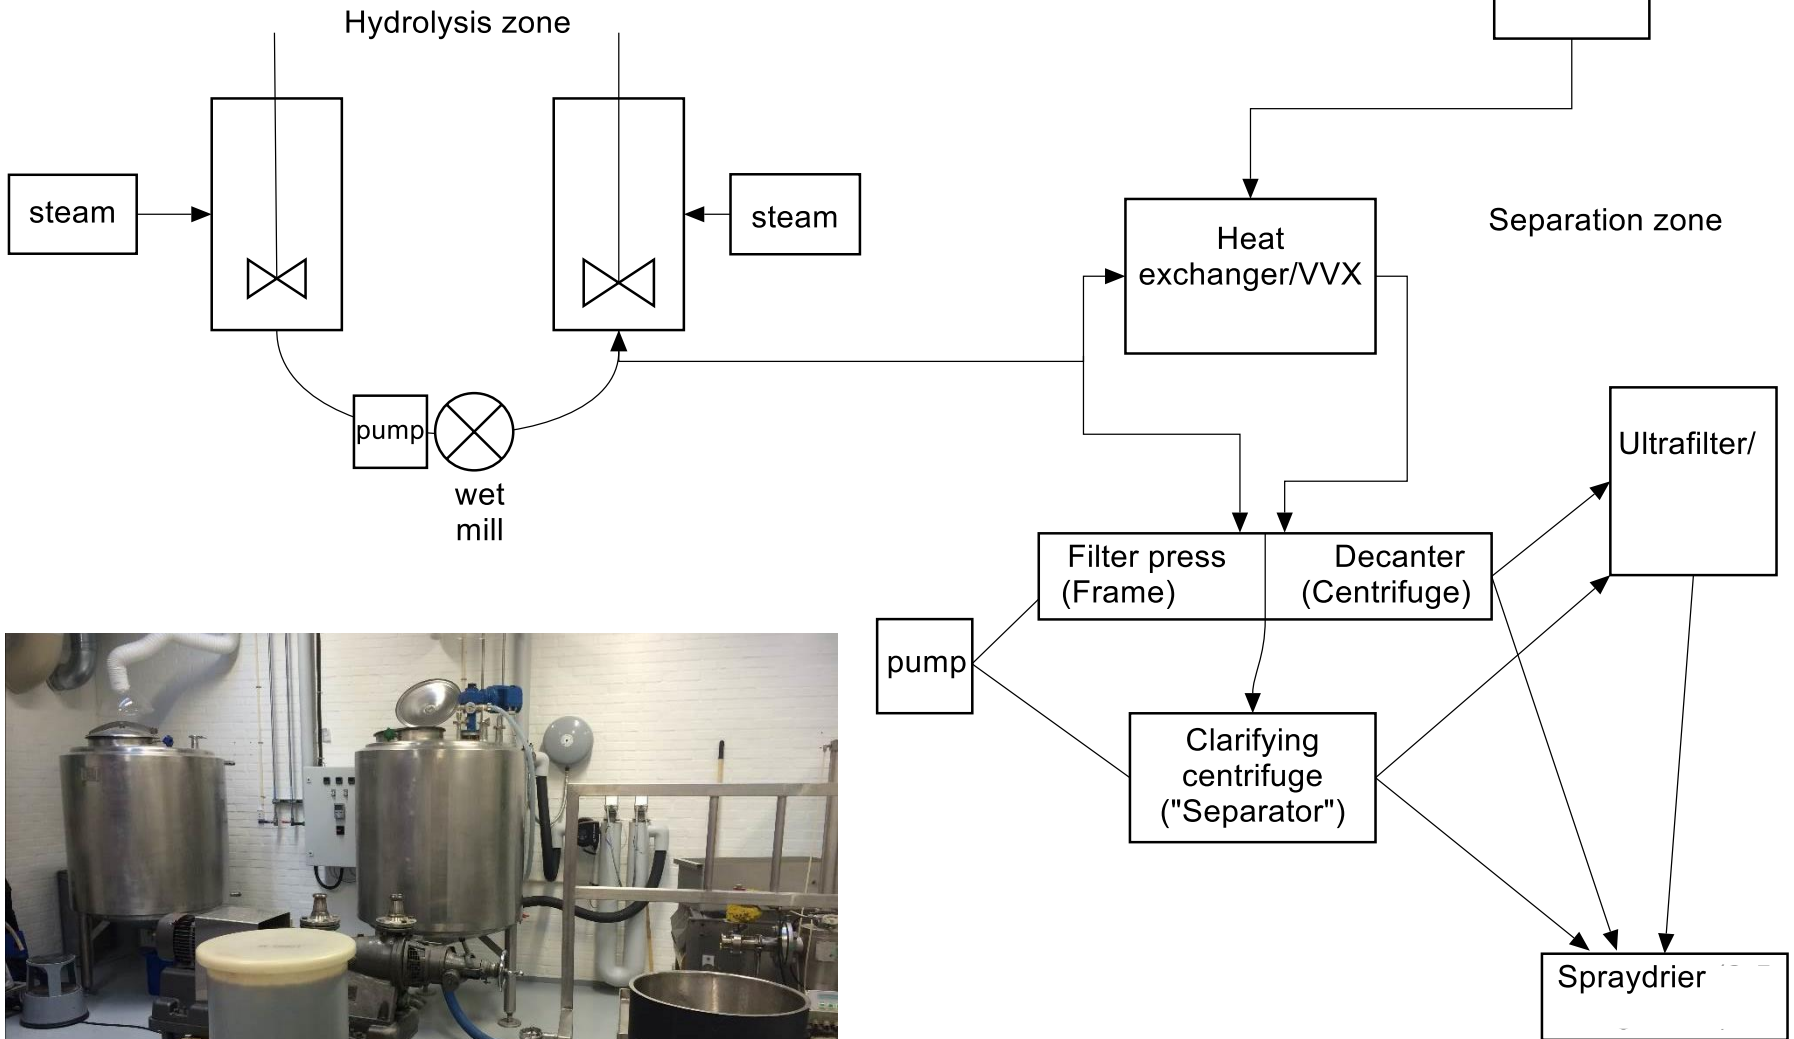 Hydrolysis zone
steam
steam
Heat
exchanger/VVX
Separation zone
pump
wet
mill
Ultrafilter/
Filter press
(Frame)
Decanter
(Centrifuge)
pump
Clarifying
centrifuge
("Separator")
Spraydrier